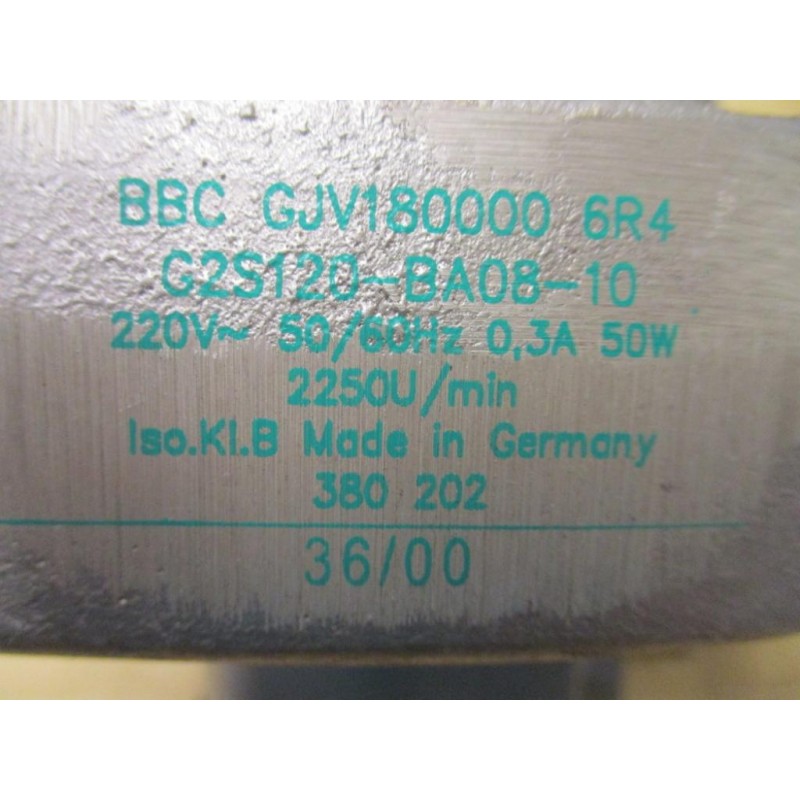 BBC GJV180000 6R4
G2S120-BA08-10
220V~ 50/60Hz 0,3A 50W
2250U/min
Iso.Kl.B Made in Germany
380 202
36/00